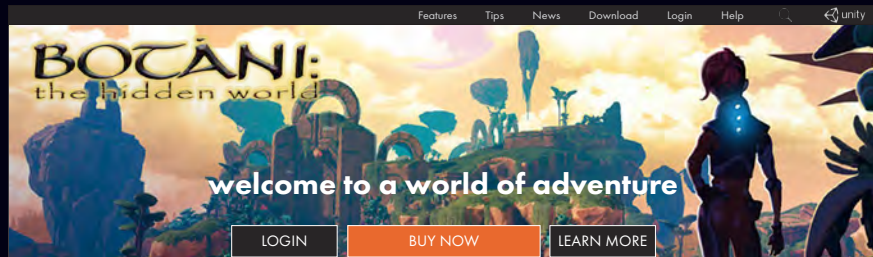 Features Tips News Download Login Help unity
BOTÀNI:
the hidden world
welcome to a world of adventure
LOGIN BUY NOW LEARN MORE